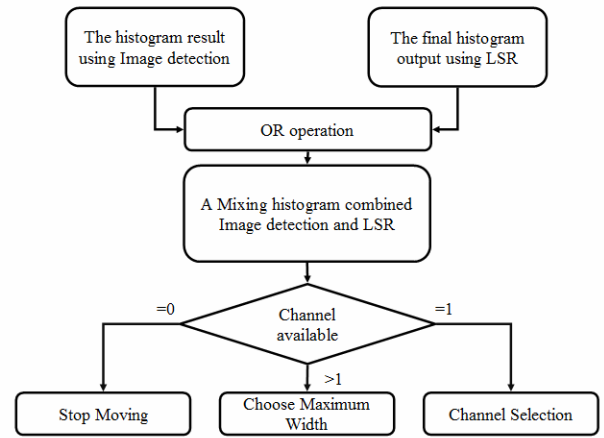 The histogram result
using Image detection
The final histogram
output using LSR
OR operation
A Mixing histogram combined
Image detection and LSR
=0
Channel
available
=1
>1
Stop Moving
Choose Maximum
Width
Channel Selection